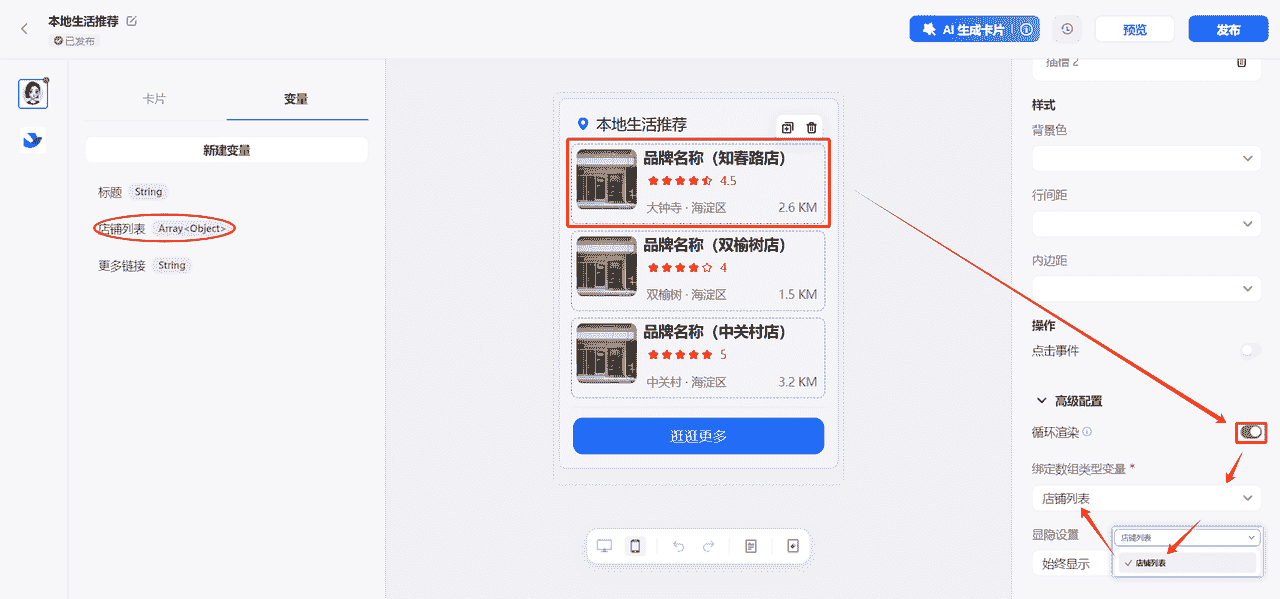 本地生活推荐
已发布
AI 生成卡片
预览
发布
卡片
变量
新建变量
标题 String
店铺列表 Array<Object>
更多链接 String
本地生活推荐
品牌名称（知春路店）
4.5
大钟寺 · 海淀区 2.6 KM
品牌名称（双榆树店）
4
双榆树 · 海淀区 1.5 KM
品牌名称（中关村店）
5
中关村 · 海淀区 3.2 KM
逛逛更多
插槽 2
样式
背景色
行间距
内边距
操作
点击事件
高级配置
循环渲染
绑定数组类型变量 *
店铺列表
显隐设置
始终显示
店铺列表
店铺列表